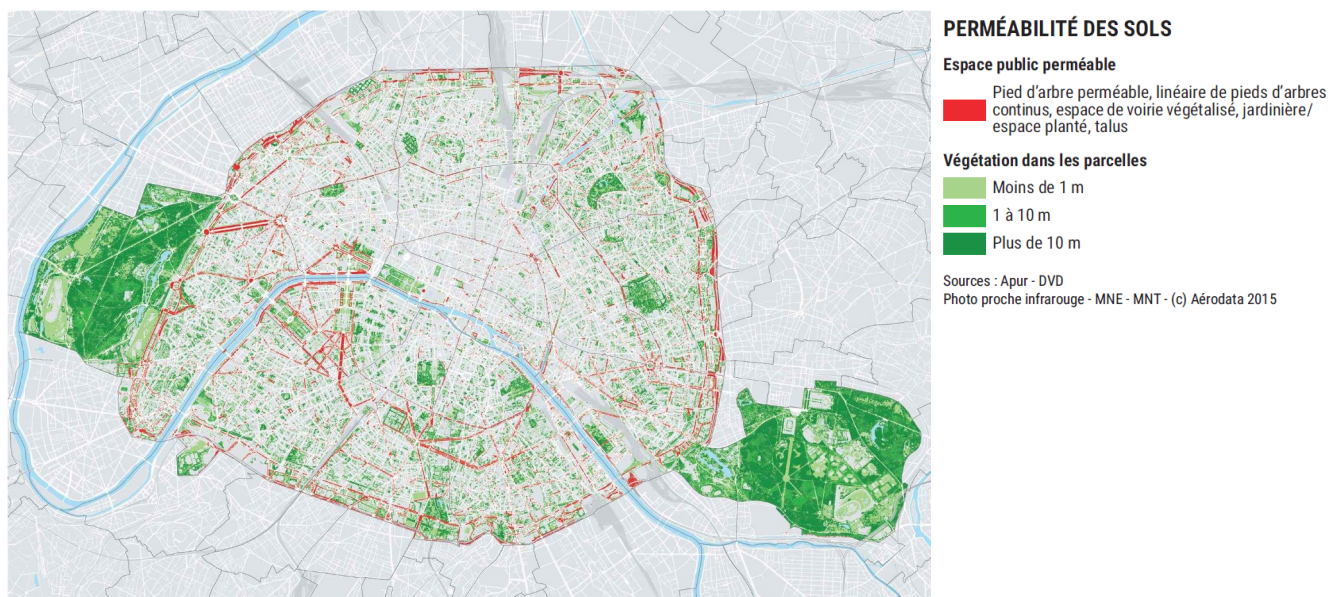 PERMÉABILITÉ DES SOLS
Espace public perméable
Pied d'arbre perméable, linéaire de pieds d'arbres
continus, espace de voirie végétalisé, jardinière/
espace planté, talus
Végétation dans les parcelles
Moins de 1 m
1 à 10 m
Plus de 10 m
Sources : Apur - DVD
Photo proche infrarouge - MNE - MNT - (c) Aérodata 2015